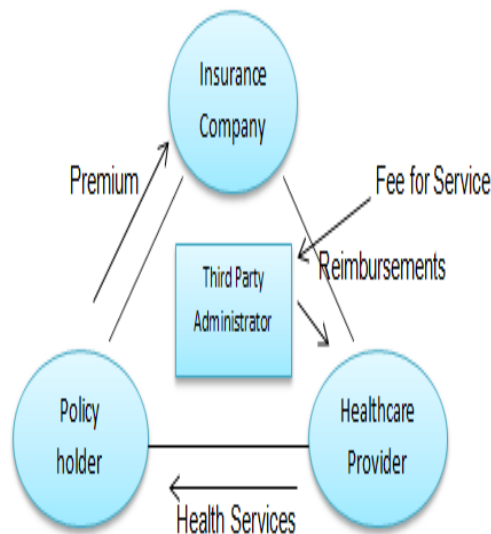 Insurance
Company
Premium
Fee for Service
Reimbursements
Third Party
Administrator
Policy
holder
Healthcare
Provider
Health Services